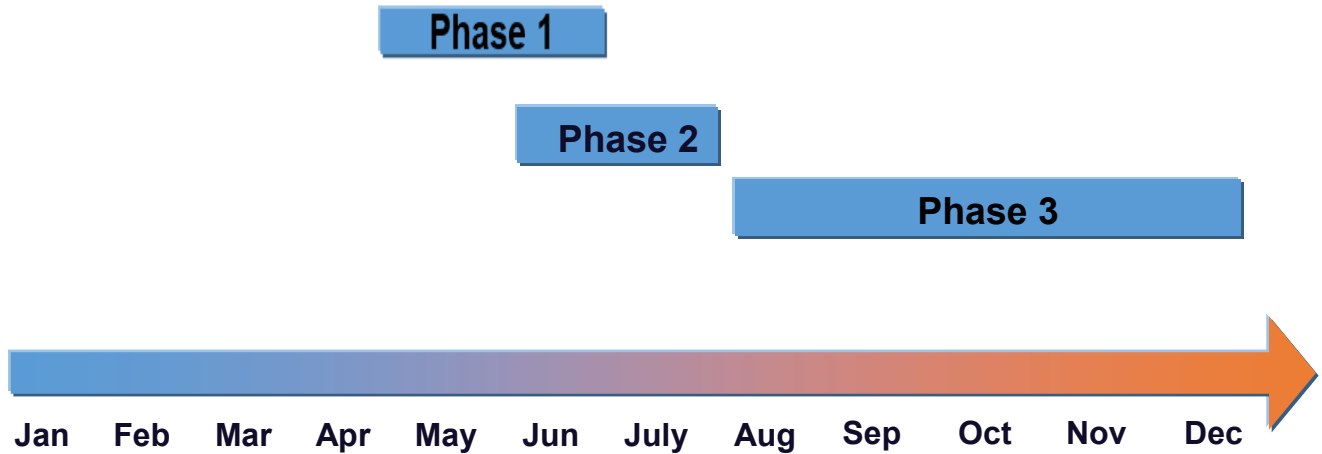 Phase 1
Phase 2
Phase 3
Jan Feb Mar Apr May Jun July Aug Sep Oct Nov Dec